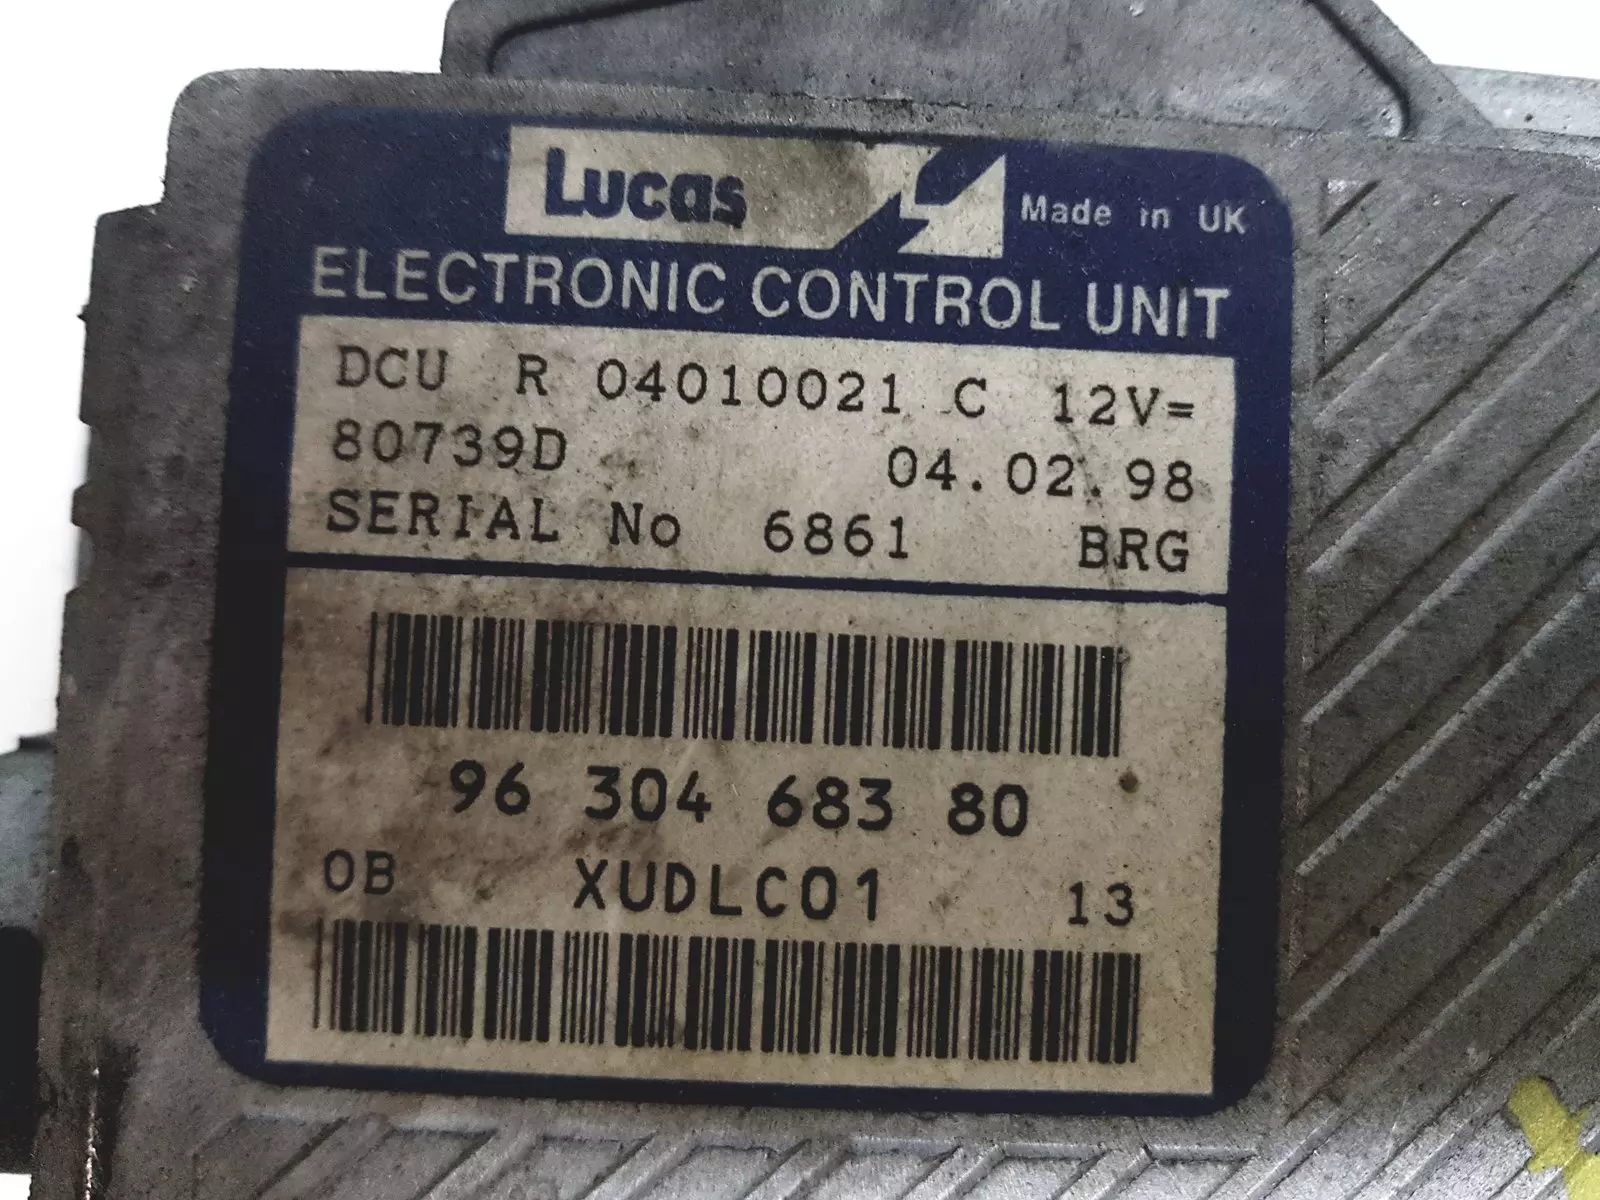 Lucas Made in UK
ELECTRONIC CONTROL UNIT
DCU R 04010021 C 12V=
80739D 04.02.98
SERIAL No 6861 BRG
96 304 683 80
0B XUDLC01 13